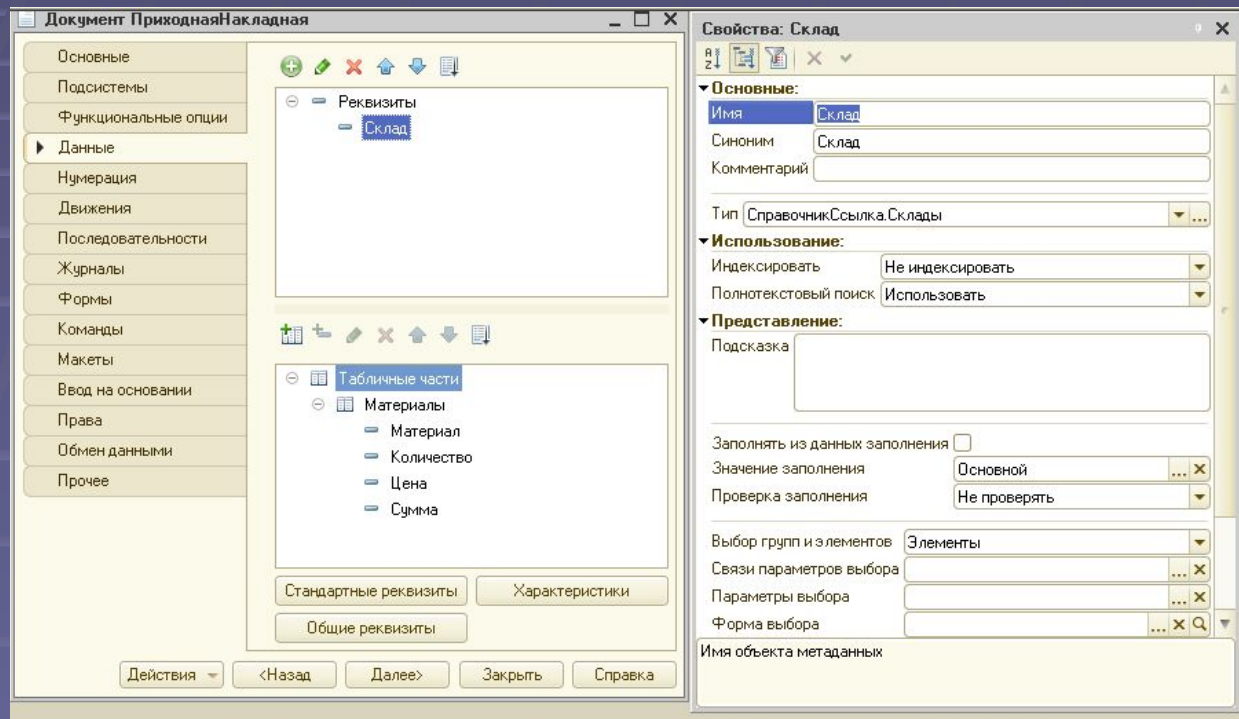 Документ ПриходнаяНакладная
Основные
Подсистемы
Функциональные опции
Данные
Нумерация
Движения
Последовательности
Журналы
Формы
Команды
Макеты
Ввод на основании
Права
Обмен данными
Прочее
Реквизиты
Склад
Табличные части
Материалы
Материал
Количество
Цена
Сумма
Стандартные реквизиты Характеристики
Общие реквизиты
Действия <Назад Далее> Закрыть Справка
Свойства: Склад
Основные:
Имя Склад
Синоним Склад
Комментарий
Тип СправочникСсылка.Склады ...
Использование:
Индексировать Не индексировать
Полнотекстовый поиск Использовать
Представление:
Подсказка
Заполнять из данных заполнения
Значение заполнения Основной ...
Проверка заполнения Не проверять
Выбор групп и элементов Элементы
Связи параметров выбора ...
Параметры выбора ...
Форма выбора ...
Имя объекта метаданных